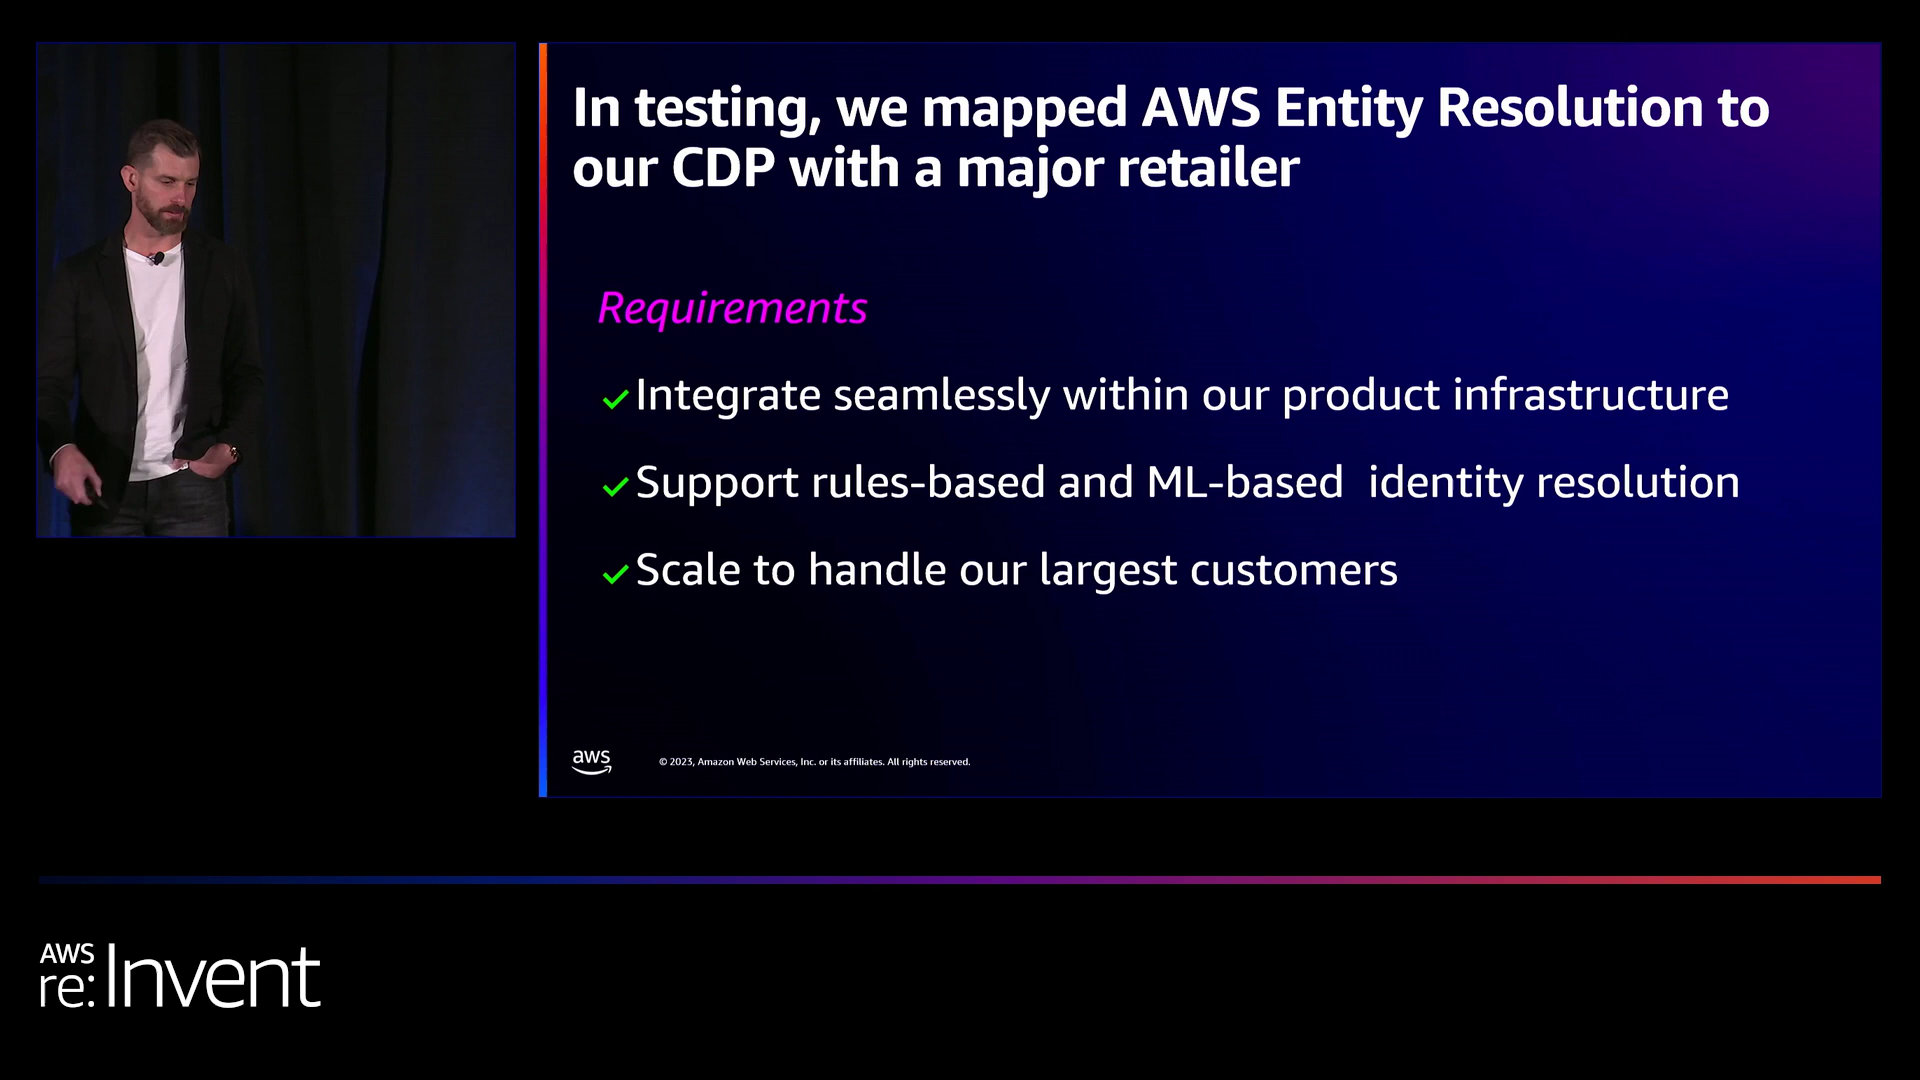 In testing, we mapped AWS Entity Resolution to
our CDP with a major retailer
Requirements
Integrate seamlessly within our product infrastructure
Support rules-based and ML-based  identity resolution
Scale to handle our largest customers
aws
© 2023, Amazon Web Services, Inc. or its affiliates. All rights reserved.
AWS
re:Invent